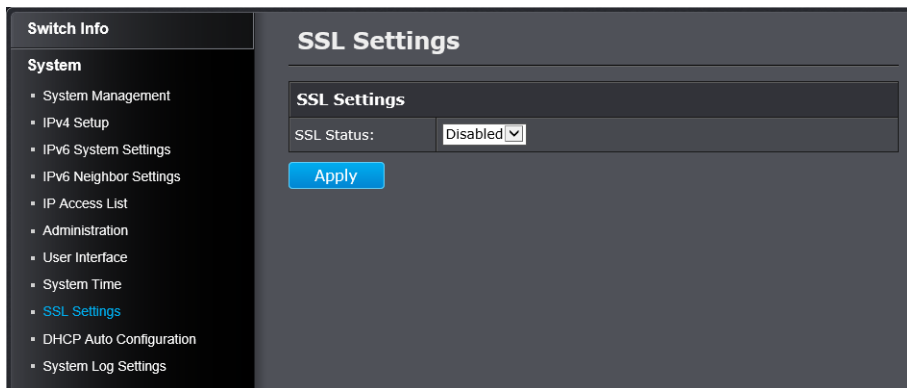 Switch Info
System
▪ System Management
▪ IPv4 Setup
▪ IPv6 System Settings
▪ IPv6 Neighbor Settings
▪ IP Access List
▪ Administration
▪ User Interface
▪ System Time
▪ SSL Settings
▪ DHCP Auto Configuration
▪ System Log Settings
SSL Settings
SSL Settings
SSL Status: Disabled
Apply